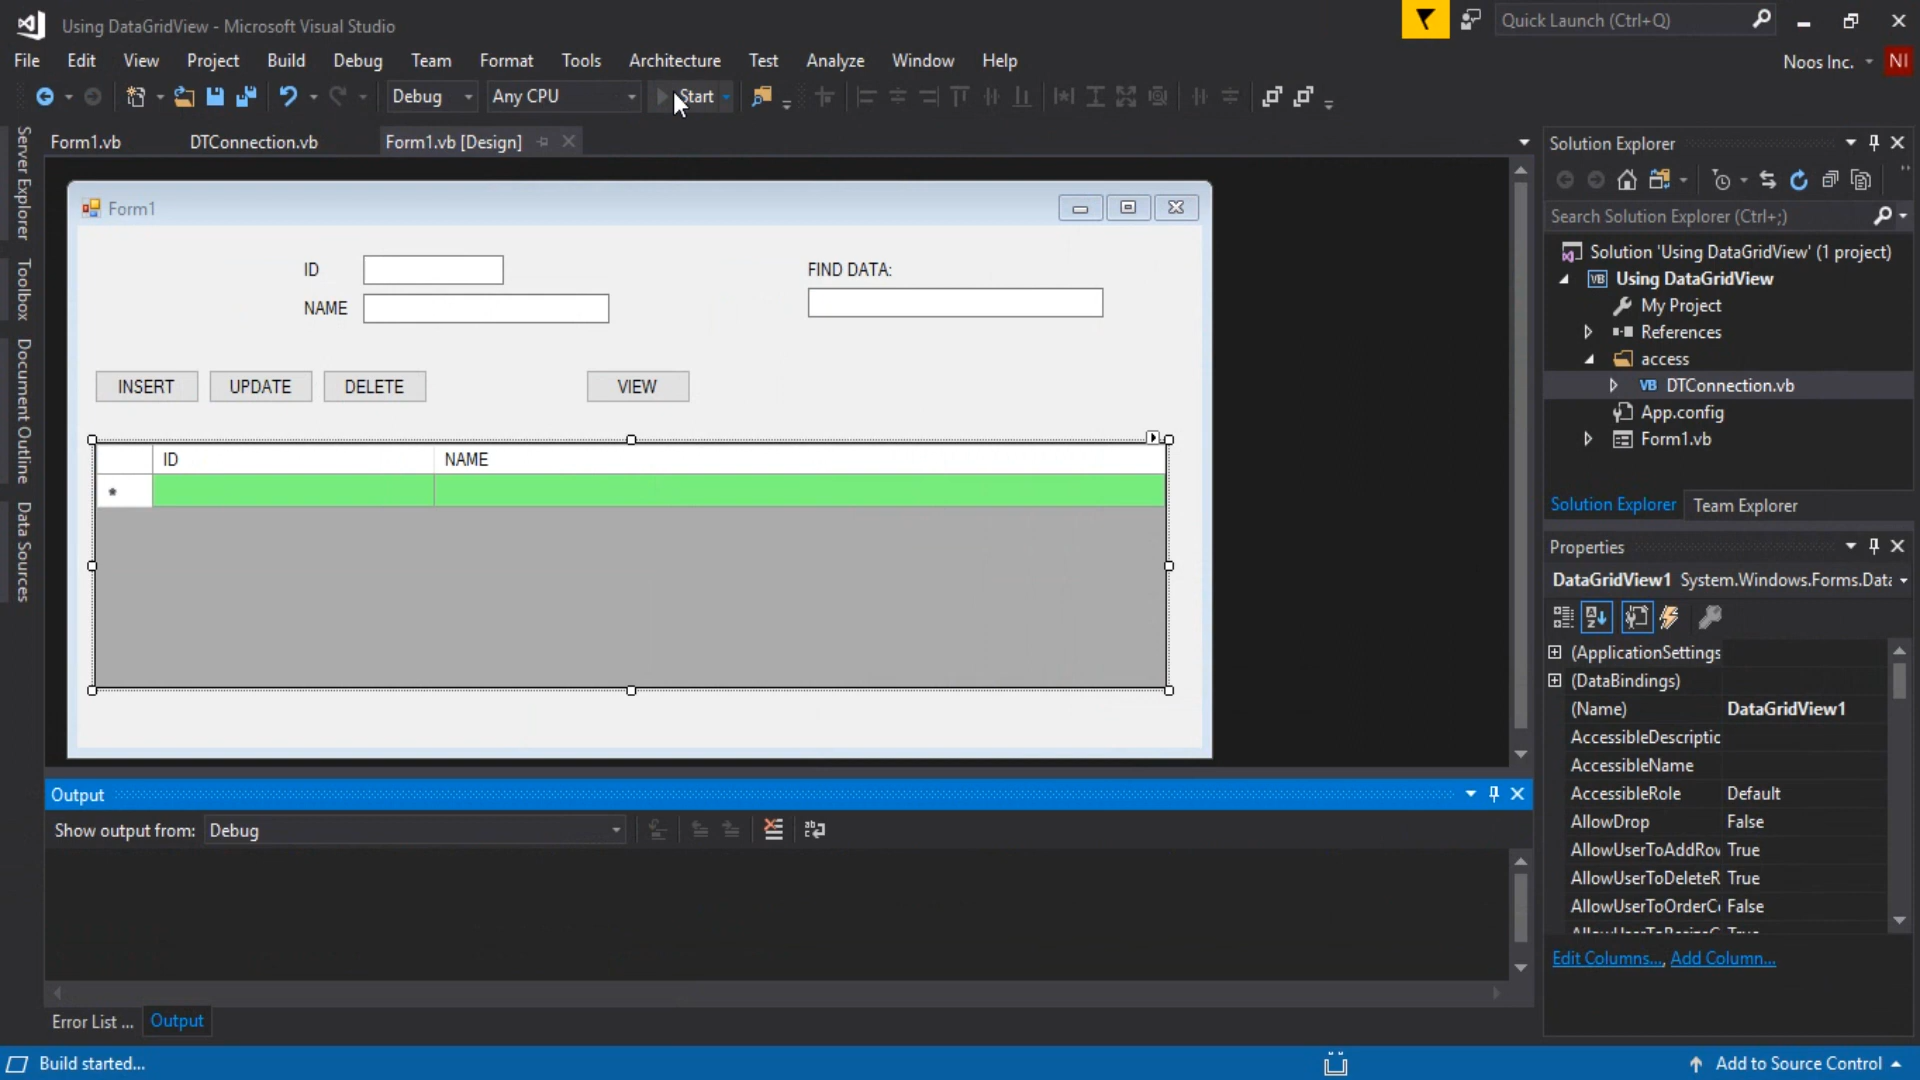 Using DataGridView - Microsoft Visual Studio
Quick Launch (Ctrl+Q)
File Edit View Project Build Debug Team Format Tools Architecture Test Analyze Window Help
Noos Inc. NI
Debug Any CPU Start
Form1.vb DTConnection.vb Form1.vb [Design]
Server Explorer
Toolbox
Document Outline
Data Sources
Form1
ID
NAME
FIND DATA:
INSERT UPDATE DELETE VIEW
ID NAME
Output
Show output from: Debug
Error List ... Output
Build started...
Add to Source Control
Solution Explorer
Search Solution Explorer (Ctrl+;)
Solution 'Using DataGridView' (1 project)
VB Using DataGridView
My Project
References
access
VB DTConnection.vb
App.config
Form1.vb
Solution Explorer Team Explorer
Properties
DataGridView1 System.Windows.Forms.Data
(ApplicationSettings
(DataBindings)
(Name) DataGridView1
AccessibleDescriptio
AccessibleName
AccessibleRole Default
AllowDrop False
AllowUserToAddRow True
AllowUserToDeleteR True
AllowUserToOrderCo False
Edit Columns..., Add Column...